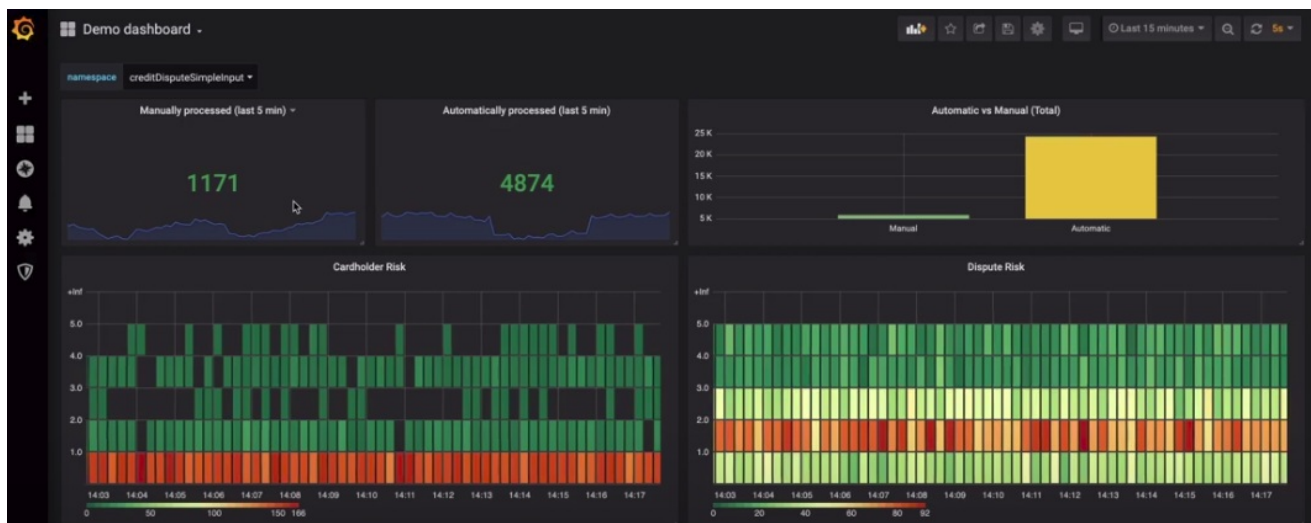 Demo dashboard
Last 15 minutes
5s
namespace
creditDisputeSimpleInput
Manually processed (last 5 min)
1171
Automatically processed (last 5 min)
4874
Automatic vs Manual (Total)
25 K
20 K
15 K
10 K
5 K
Manual
Automatic
Cardholder Risk
+Inf
5.0
4.0
3.0
2.0
1.0
14:03 14:04 14:05 14:06 14:07 14:08 14:09 14:10 14:11 14:12 14:13 14:14 14:15 14:16 14:17
0 50 100 150 166
Dispute Risk
+Inf
5.0
4.0
3.0
2.0
1.0
14:03 14:04 14:05 14:06 14:07 14:08 14:09 14:10 14:11 14:12 14:13 14:14 14:15 14:16 14:17
0 20 40 60 80 92